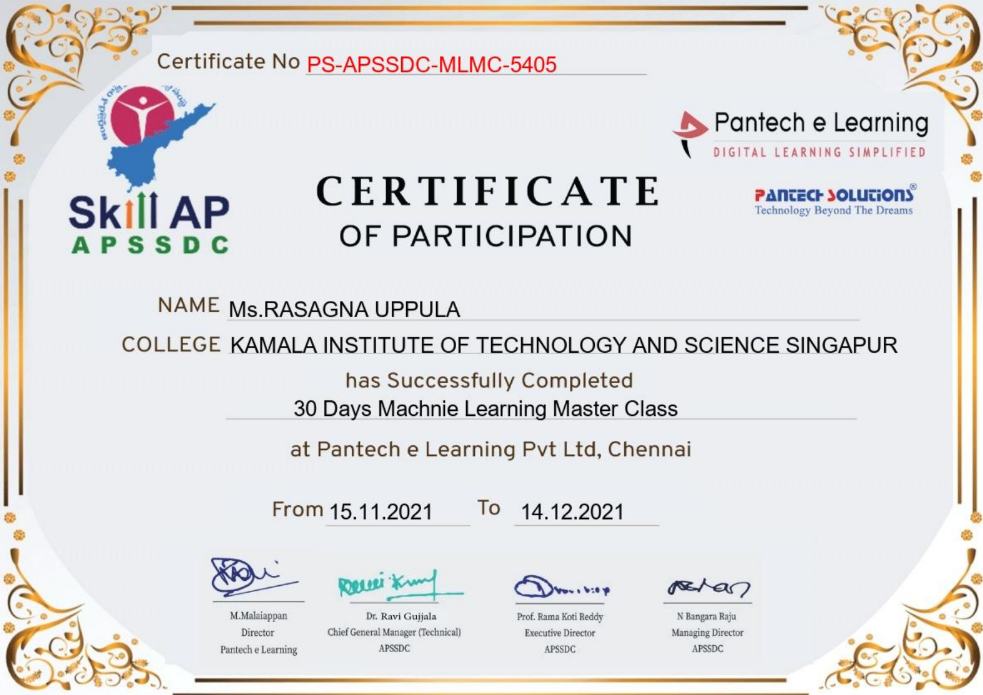 Certificate No PS-APSSDC-MLMC-5405
Skill AP
APSSDC
Pantech e Learning
DIGITAL LEARNING SIMPLIFIED
PANTECH SOLUTIONS®
Technology Beyond The Dreams
CERTIFICATE
OF PARTICIPATION
NAME Ms.RASAGNA UPPULA
COLLEGE KAMALA INSTITUTE OF TECHNOLOGY AND SCIENCE SINGAPUR
has Successfully Completed
30 Days Machnie Learning Master Class
at Pantech e Learning Pvt Ltd, Chennai
From 15.11.2021 To 14.12.2021
M.Malaiappan
Director
Pantech e Learning
Dr. Ravi Gujjala
Chief General Manager (Technical)
APSSDC
Prof. Rama Koti Reddy
Executive Director
APSSDC
N Bangara Raju
Managing Director
APSSDC